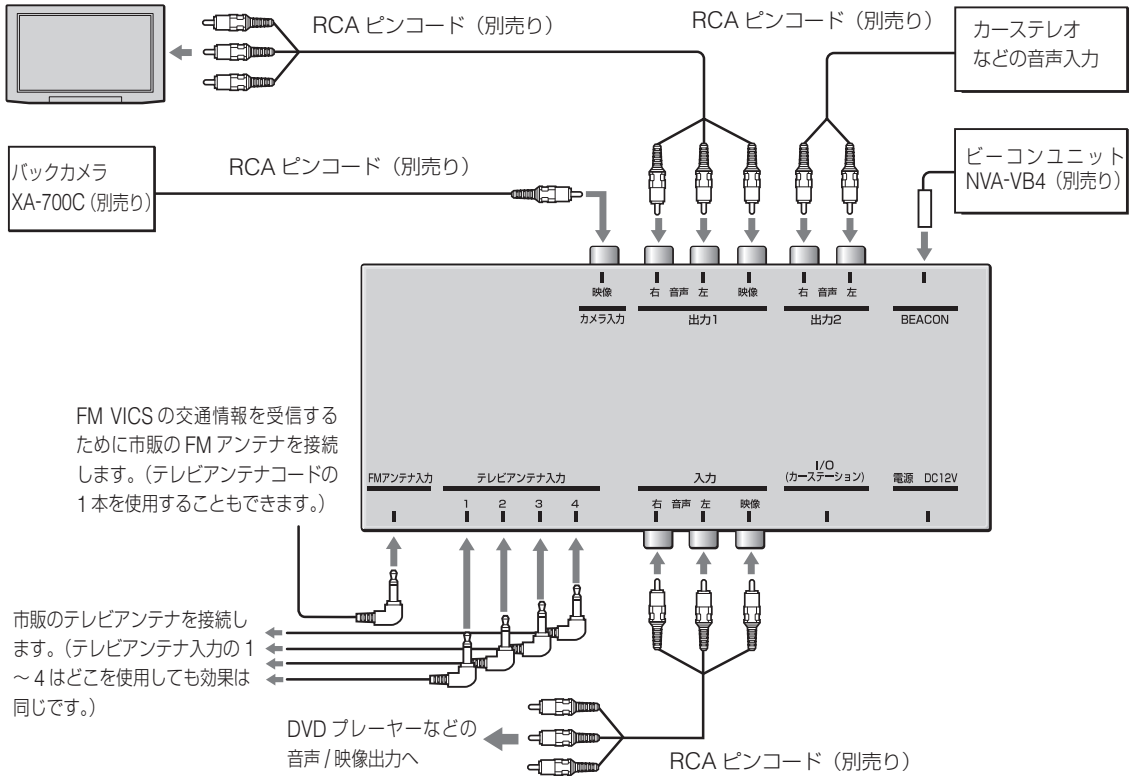 RCA ピンコード（別売り）
RCA ピンコード（別売り）
カーステレオ
などの音声入力
バックカメラ
XA-700C（別売り）
RCA ピンコード（別売り）
ビーコンユニット
NVA-VB4（別売り）
映像
カメラ入力
右 音声 左 映像
出力1
右 音声 左
出力2
BEACON
FM VICS の交通情報を受信する
ために市販の FM アンテナを接続
します。（テレビアンテナコードの
1 本を使用することもできます。）
FMアンテナ入力
テレビアンテナ入力
1 2 3 4
入力
右 音声 左 映像
I/O
(カーステーション)
電源 DC12V
市販のテレビアンテナを接続し
ます。（テレビアンテナ入力の 1
～ 4 はどこを使用しても効果は
同じです。）
DVD プレーヤーなどの
音声 / 映像出力へ
RCA ピンコード（別売り）